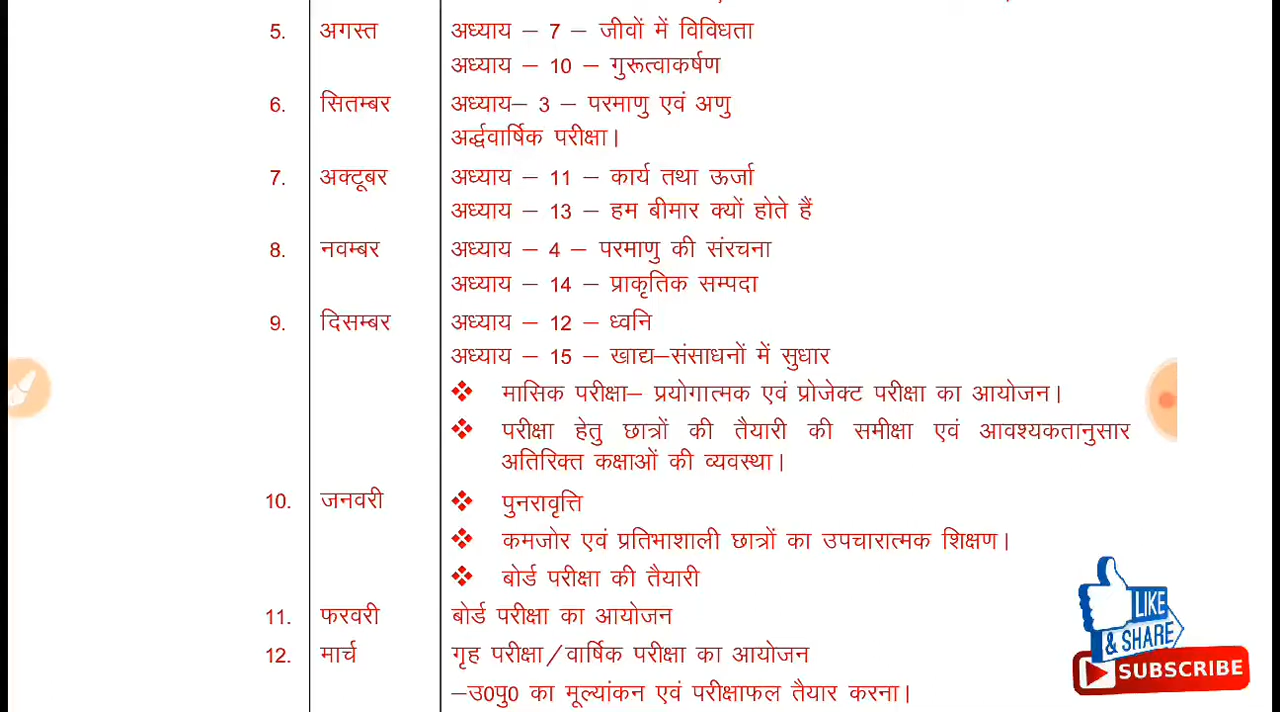 5. अगस्त अध्याय – 7 – जीवों में विविधता
अध्याय – 10 – गुरूत्वाकर्षण
6. सितम्बर अध्याय– 3 – परमाणु एवं अणु
अर्द्धवार्षिक परीक्षा।
7. अक्टूबर अध्याय – 11 – कार्य तथा ऊर्जा
अध्याय – 13 – हम बीमार क्यों होते हैं
8. नवम्बर अध्याय – 4 – परमाणु की संरचना
अध्याय – 14 – प्राकृतिक सम्पदा
9. दिसम्बर अध्याय – 12 – ध्वनि
अध्याय – 15 – खाद्य–संसाधनों में सुधार
❖ मासिक परीक्षा– प्रयोगात्मक एवं प्रोजेक्ट परीक्षा का आयोजन।
❖ परीक्षा हेतु छात्रों की तैयारी की समीक्षा एवं आवश्यकतानुसार
अतिरिक्त कक्षाओं की व्यवस्था।
10. जनवरी ❖ पुनरावृत्ति
❖ कमजोर एवं प्रतिभाशाली छात्रों का उपचारात्मक शिक्षण।
❖ बोर्ड परीक्षा की तैयारी
11. फरवरी बोर्ड परीक्षा का आयोजन
12. मार्च गृह परीक्षा/वार्षिक परीक्षा का आयोजन
–उ0पु0 का मूल्यांकन एवं परीक्षाफल तैयार करना।
LIKE
& SHARE
SUBSCRIBE